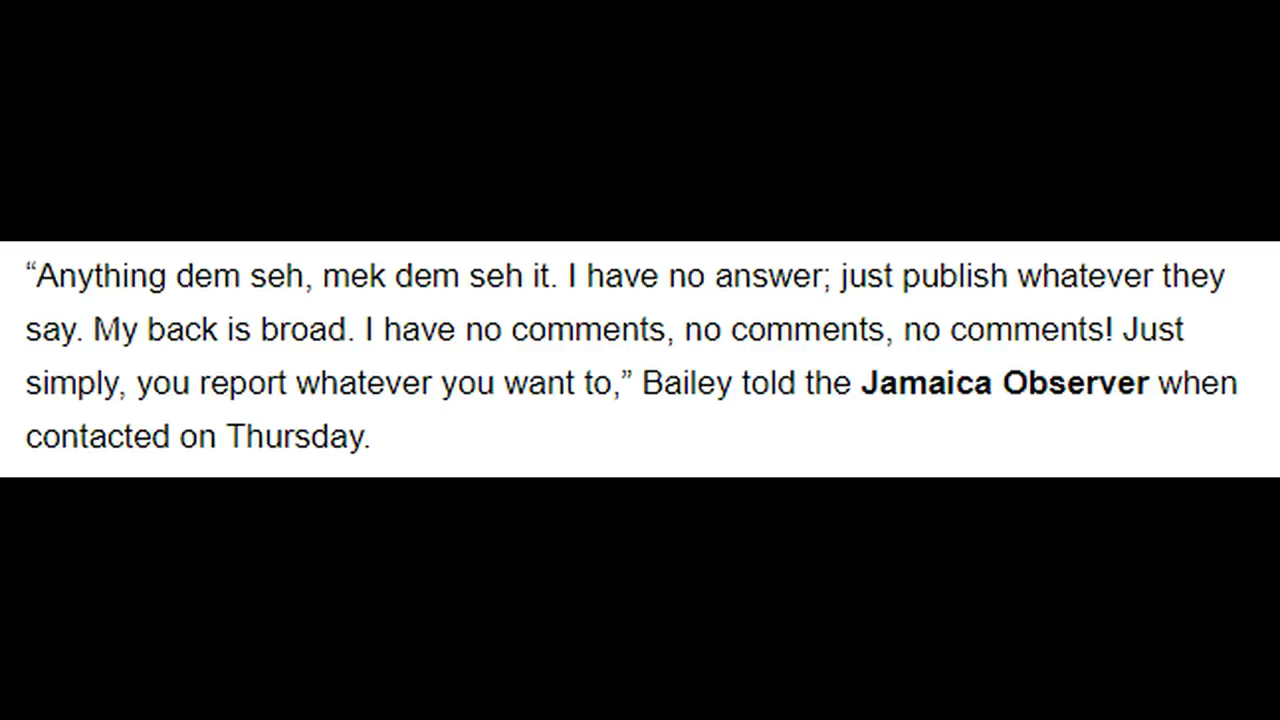 “Anything dem seh, mek dem seh it. I have no answer; just publish whatever they
say. My back is broad. I have no comments, no comments, no comments! Just
simply, you report whatever you want to,” Bailey told the Jamaica Observer when
contacted on Thursday.